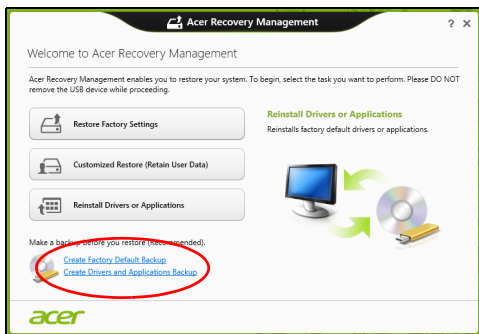 Acer Recovery Management
? X
Welcome to Acer Recovery Management
Acer Recovery Management enables you to restore your system. To begin, select the task you want to perform. Please DO NOT
remove the USB device while proceeding.
Restore Factory Settings
Customized Restore (Retain User Data)
Reinstall Drivers or Applications
Reinstall Drivers or Applications
Reinstalls factory default drivers or applications.
Make a backup before you restore (Recommended).
Create Factory Default Backup
Create Drivers and Applications Backup
acer